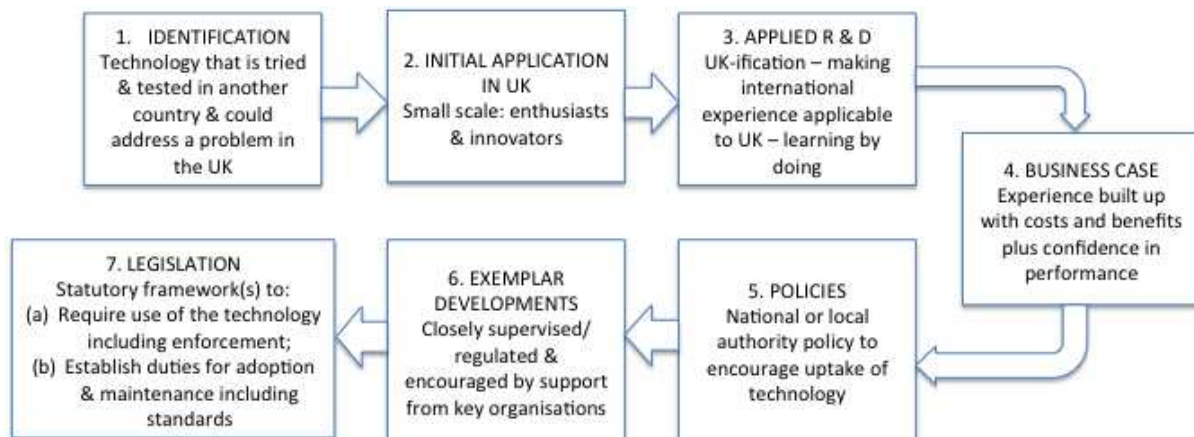 1. IDENTIFICATION
Technology that is tried
& tested in another
country & could
address a problem in
the UK
2. INITIAL APPLICATION
IN UK
Small scale: enthusiasts
& innovators
3. APPLIED R & D
UK-ification – making
international
experience applicable
to UK – learning by
doing
4. BUSINESS CASE
Experience built up
with costs and benefits
plus confidence in
performance
5. POLICIES
National or local
authority policy to
encourage uptake of
technology
6. EXEMPLAR
DEVELOPMENTS
Closely supervised/
regulated &
encouraged by support
from key organisations
7. LEGISLATION
Statutory framework(s) to:
(a) Require use of the technology
including enforcement;
(b) Establish duties for adoption
& maintenance including
standards